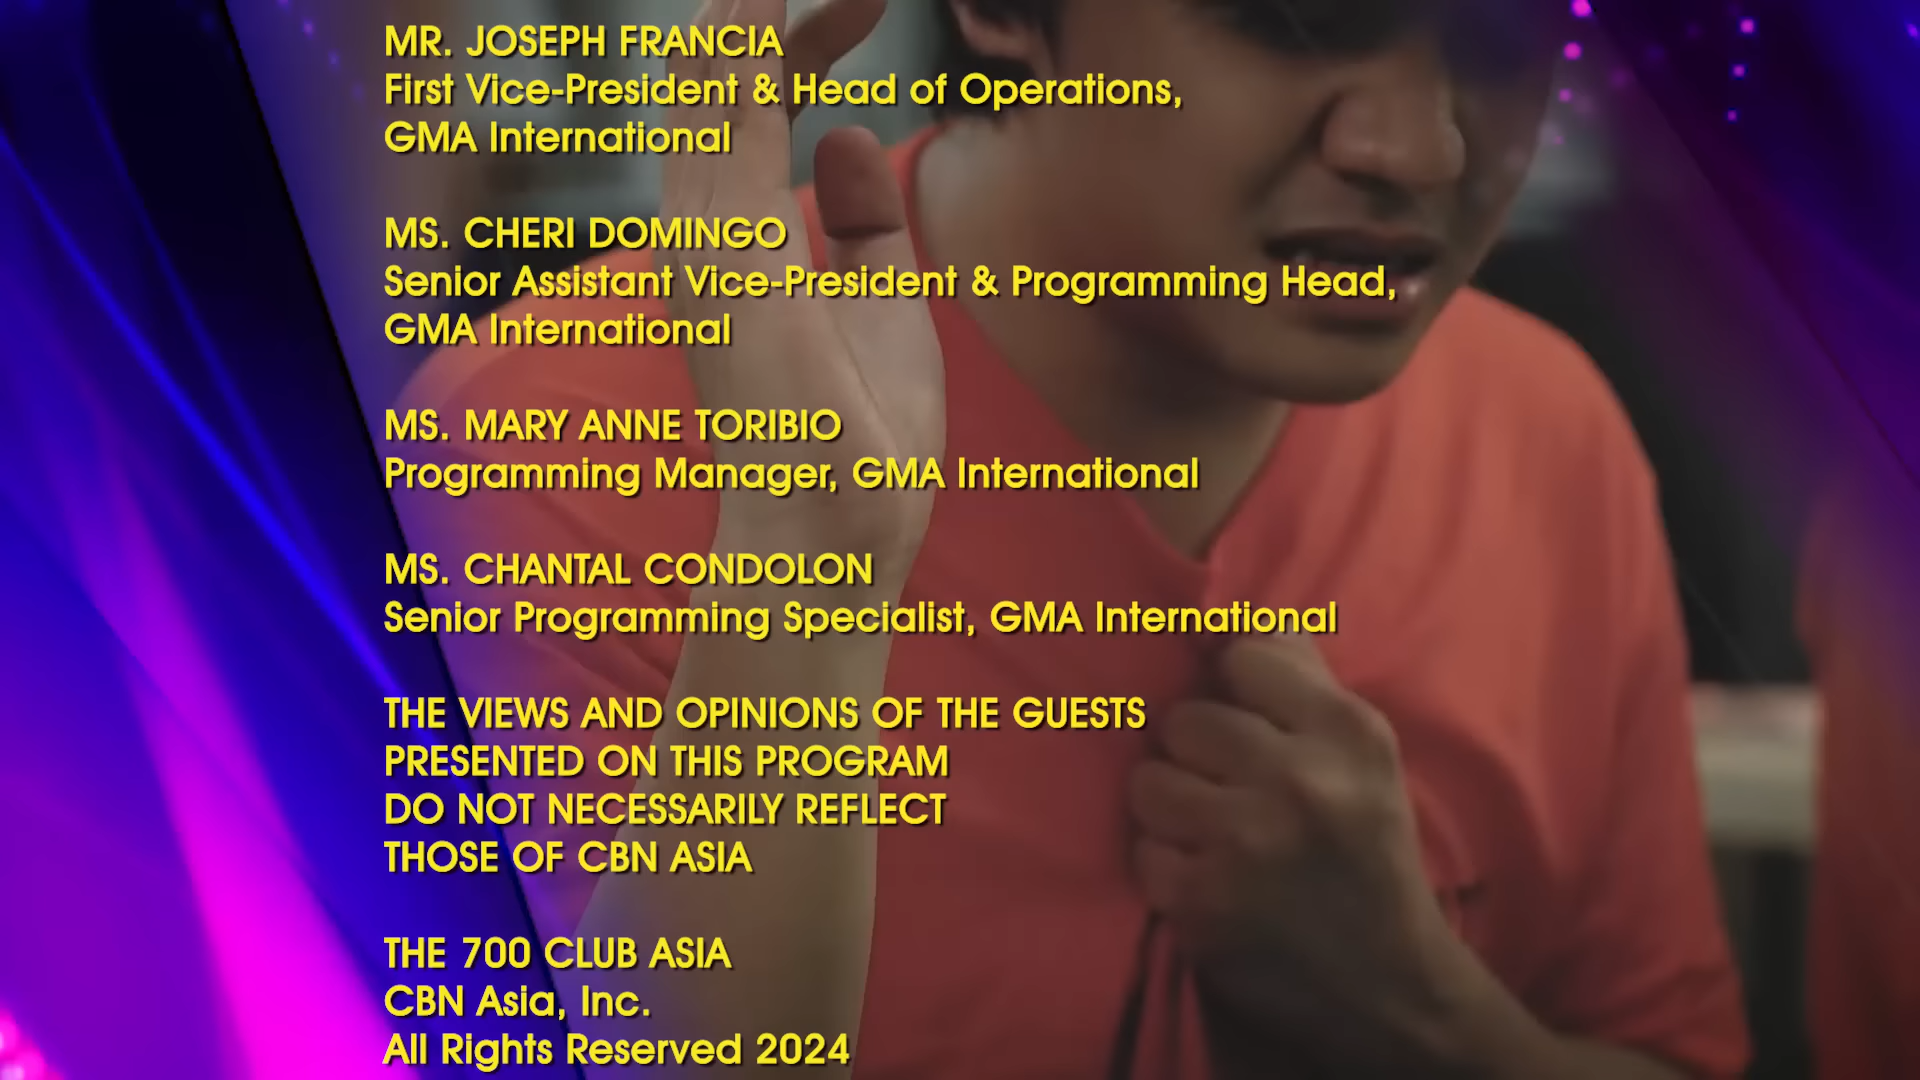 MR. JOSEPH FRANCIA
First Vice-President & Head of Operations,
GMA International
MS. CHERI DOMINGO
Senior Assistant Vice-President & Programming Head,
GMA International
MS. MARY ANNE TORIBIO
Programming Manager, GMA International
MS. CHANTAL CONDOLON
Senior Programming Specialist, GMA International
THE VIEWS AND OPINIONS OF THE GUESTS
PRESENTED ON THIS PROGRAM
DO NOT NECESSARILY REFLECT
THOSE OF CBN ASIA
THE 700 CLUB ASIA
CBN Asia, Inc.
All Rights Reserved 2024